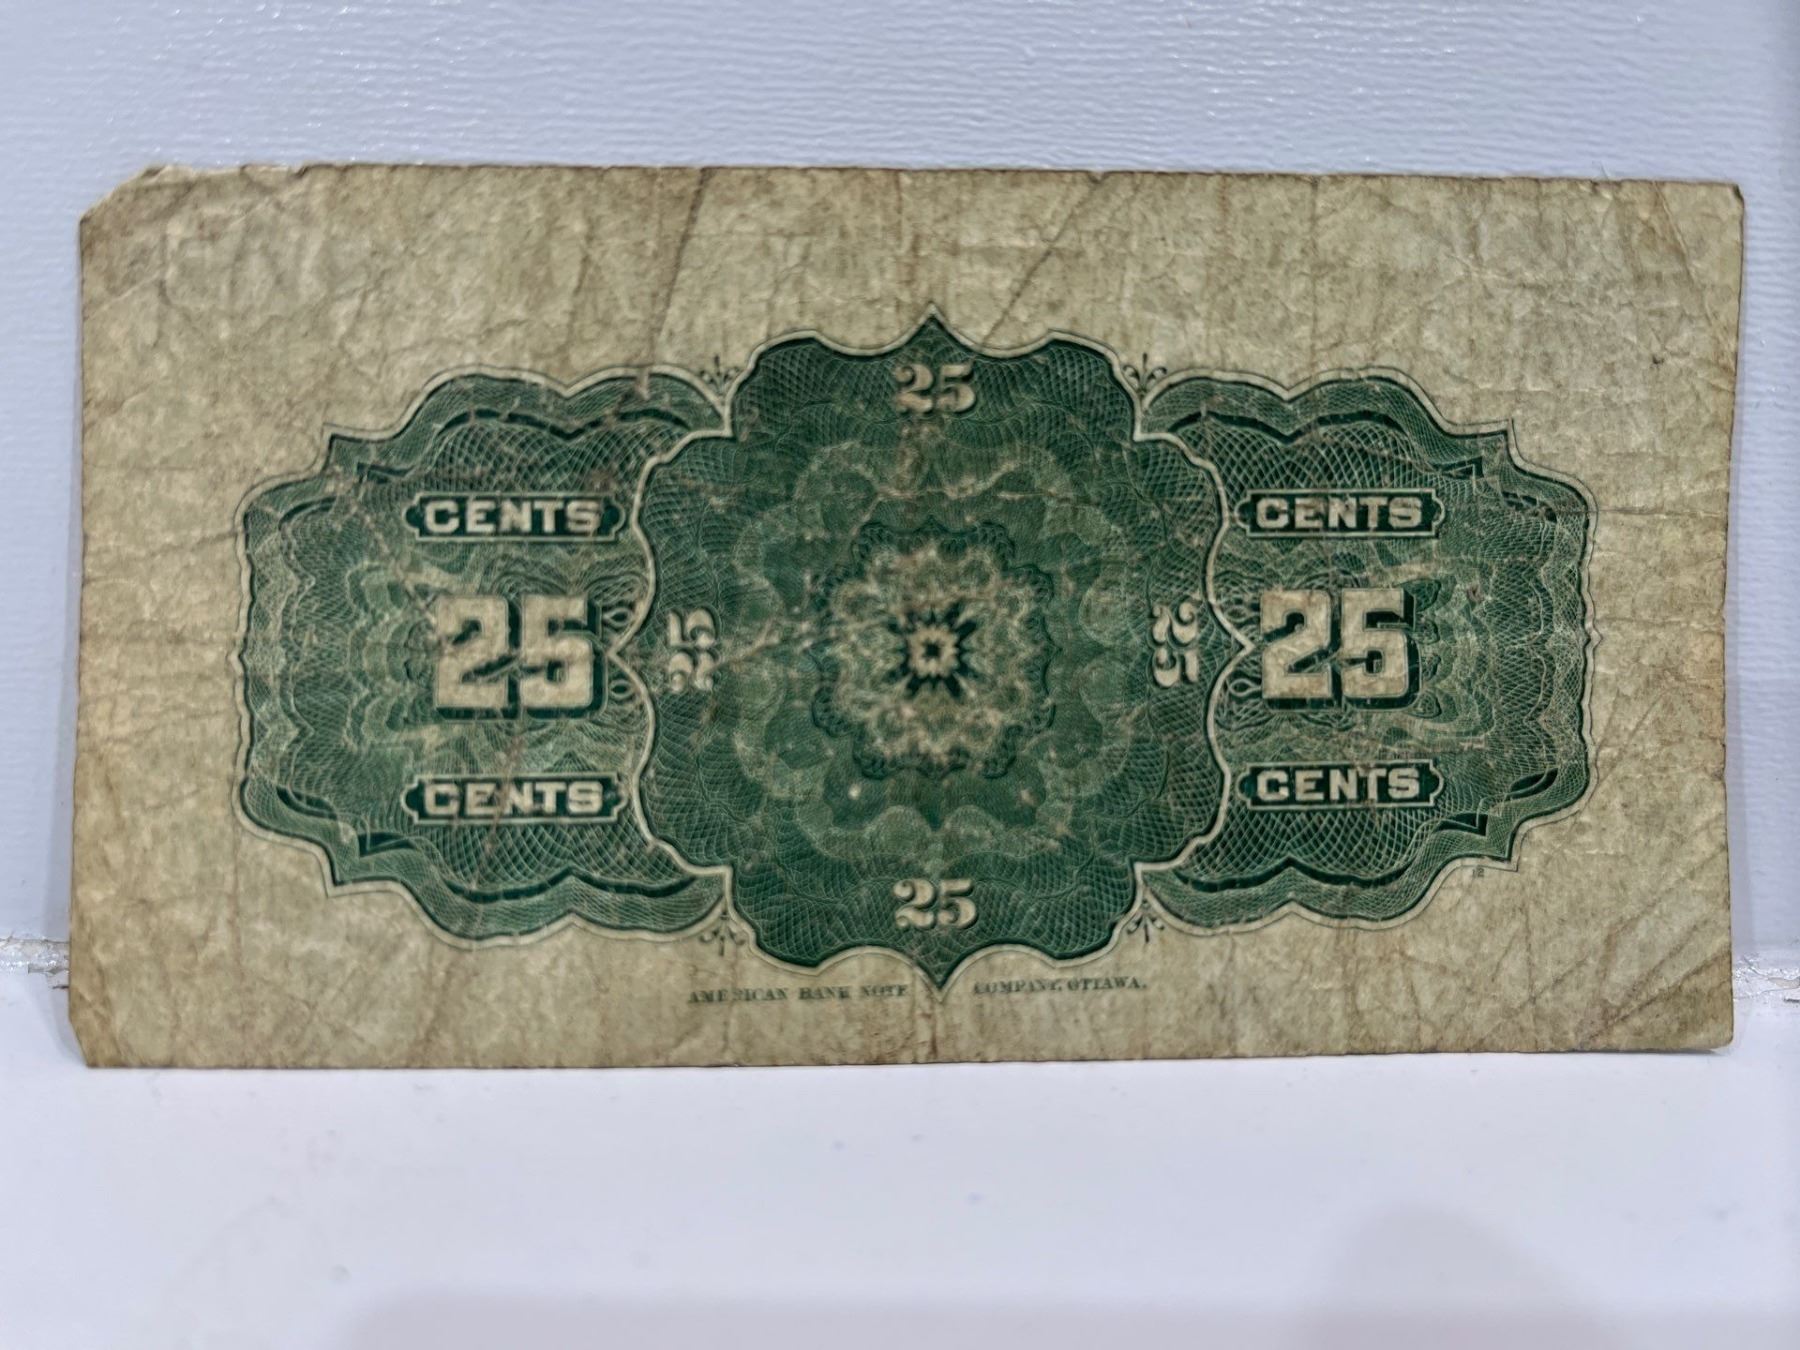 25
CENTS CENTS
25 25 25 25
CENTS CENTS
25
AMERICAN BANK NOTE COMPANY, OTTAWA.